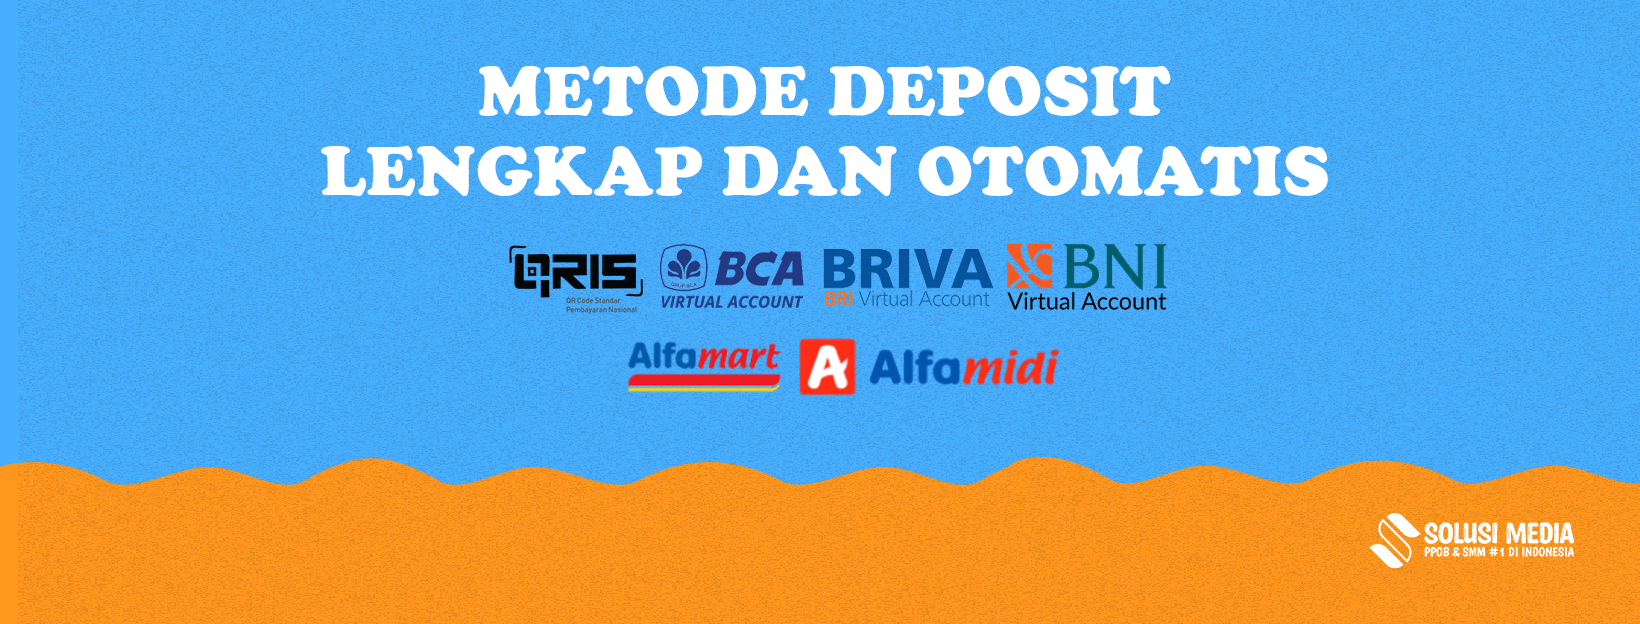 METODE DEPOSIT
LENGKAP DAN OTOMATIS
QRIS
QR Code Standar
Pembayaran Nasional
BCA
VIRTUAL ACCOUNT
BRIVA
BRI Virtual Account
BNI
Virtual Account
Alfamart
A Alfamidi
SOLUSI MEDIA
PPOB & SMM #1 DI INDONESIA